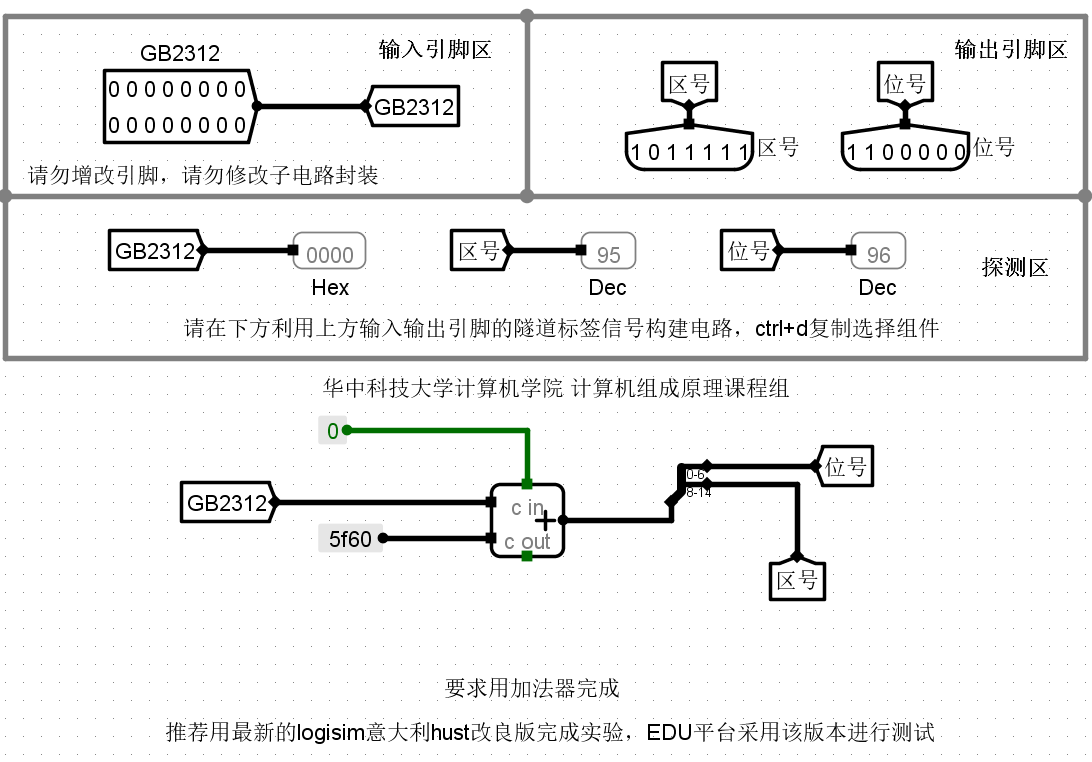 GB2312
输入引脚区
0 0 0 0 0 0 0 0
0 0 0 0 0 0 0 0
GB2312
请勿增改引脚，请勿修改子电路封装
输出引脚区
区号
位号
1 0 1 1 1 1 1
区号
1 1 0 0 0 0 0
位号
GB2312
0000
Hex
区号
95
Dec
位号
96
Dec
探测区
请在下方利用上方输入输出引脚的隧道标签信号构建电路，ctrl+d复制选择组件
华中科技大学计算机学院 计算机组成原理课程组
0
GB2312
5f60
c in
+
c out
0-6
8-14
位号
区号
要求用加法器完成
推荐用最新的logisim意大利hust改良版完成实验，EDU平台采用该版本进行测试